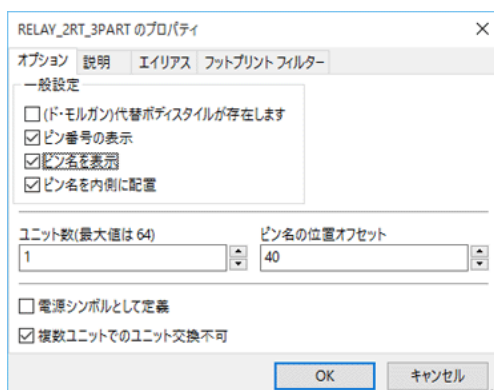 RELAY_2RT_3PART のプロパティ
オプション 説明 エイリアス フットプリント フィルター
一般設定
(ド・モルガン)代替ボディスタイルが存在します
ピン番号の表示
ピン名を表示
ピン名を内側に配置
ユニット数(最大値は 64) ピン名の位置オフセット
1 40
電源シンボルとして定義
複数ユニットでのユニット交換不可
OK キャンセル